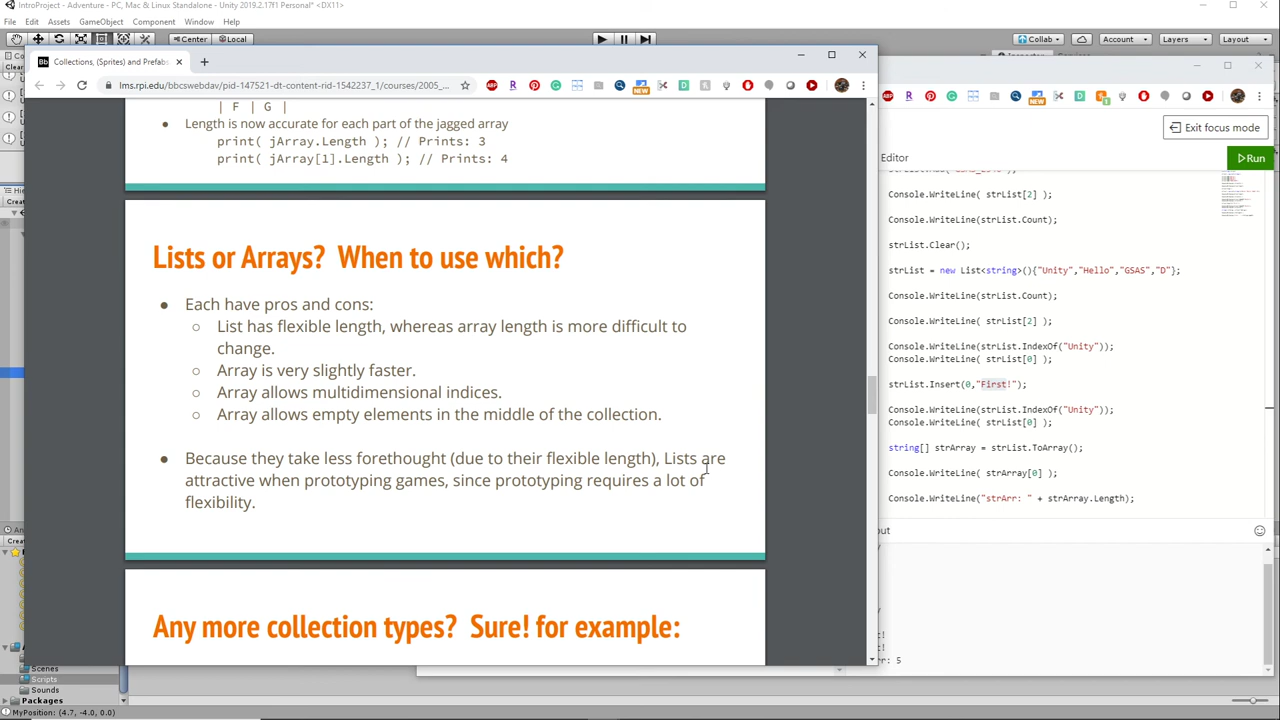 IntroProject - Adventure - PC, Mac & Linux Standalone - Unity 2019.2.17f1 Personal* <DX11>
File Edit Assets GameObject Component Window Help
Center Local
Collab Account Layers Layout
Collections, (Sprites) and Prefabs
lms.rpi.edu/bbcswebdav/pid-147521-dt-content-rid-1542237_1/courses/2005_...
| F | G |
● Length is now accurate for each part of the jagged array
print( jArray.Length ); // Prints: 3
print( jArray[1].Length ); // Prints: 4
Lists or Arrays? When to use which?
● Each have pros and cons:
○ List has flexible length, whereas array length is more difficult to
change.
○ Array is very slightly faster.
○ Array allows multidimensional indices.
○ Array allows empty elements in the middle of the collection.
● Because they take less forethought (due to their flexible length), Lists are
attractive when prototyping games, since prototyping requires a lot of
flexibility.
Any more collection types? Sure! for example:
Exit focus mode
Editor
Run
Console.WriteLine( strList[2] );
Console.WriteLine(strList.Count);
strList.Clear();
strList = new List<string>(){"Unity","Hello","GSAS","D"};
Console.WriteLine(strList.Count);
Console.WriteLine( strList[2] );
Console.WriteLine(strList.IndexOf("Unity"));
Console.WriteLine( strList[0] );
strList.Insert(0,"First!");
Console.WriteLine(strList.IndexOf("Unity"));
Console.WriteLine( strList[0] );
string[] strArray = strList.ToArray();
Console.WriteLine( strArray[0] );
Console.WriteLine("strArr: " + strArray.Length);
Scenes
Scripts
Sounds
Packages
MyPosition: (4.7, -4.0, 0.0)